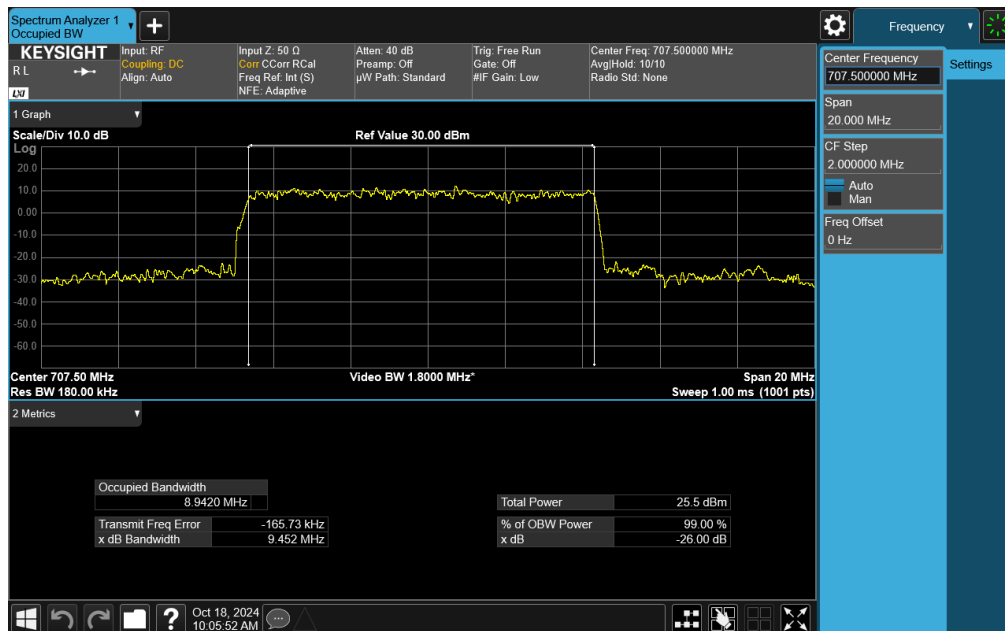 Spectrum Analyzer 1
Occupied BW
Frequency
KEYSIGHT
R L
LXI
Input: RF
Coupling: DC
Align: Auto
Input Z: 50 Ω
Corr CCorr RCal
Freq Ref: Int (S)
NFE: Adaptive
Atten: 40 dB
Preamp: Off
µW Path: Standard
Trig: Free Run
Gate: Off
#IF Gain: Low
Center Freq: 707.500000 MHz
Avg|Hold: 10/10
Radio Std: None
Center Frequency
707.500000 MHz
Settings
Span
20.000 MHz
CF Step
2.000000 MHz
Auto
Man
Freq Offset
0 Hz
1 Graph
Scale/Div 10.0 dB
Ref Value 30.00 dBm
Log
20.0
10.0
0.00
-10.0
-20.0
-30.0
-40.0
-50.0
-60.0
Center 707.50 MHz
Video BW 1.8000 MHz*
Span 20 MHz
Res BW 180.00 kHz
Sweep 1.00 ms (1001 pts)
2 Metrics
Occupied Bandwidth
8.9420 MHz
Total Power 25.5 dBm
Transmit Freq Error -165.73 kHz
% of OBW Power 99.00 %
x dB Bandwidth 9.452 MHz
x dB -26.00 dB
Oct 18, 2024
10:05:52 AM